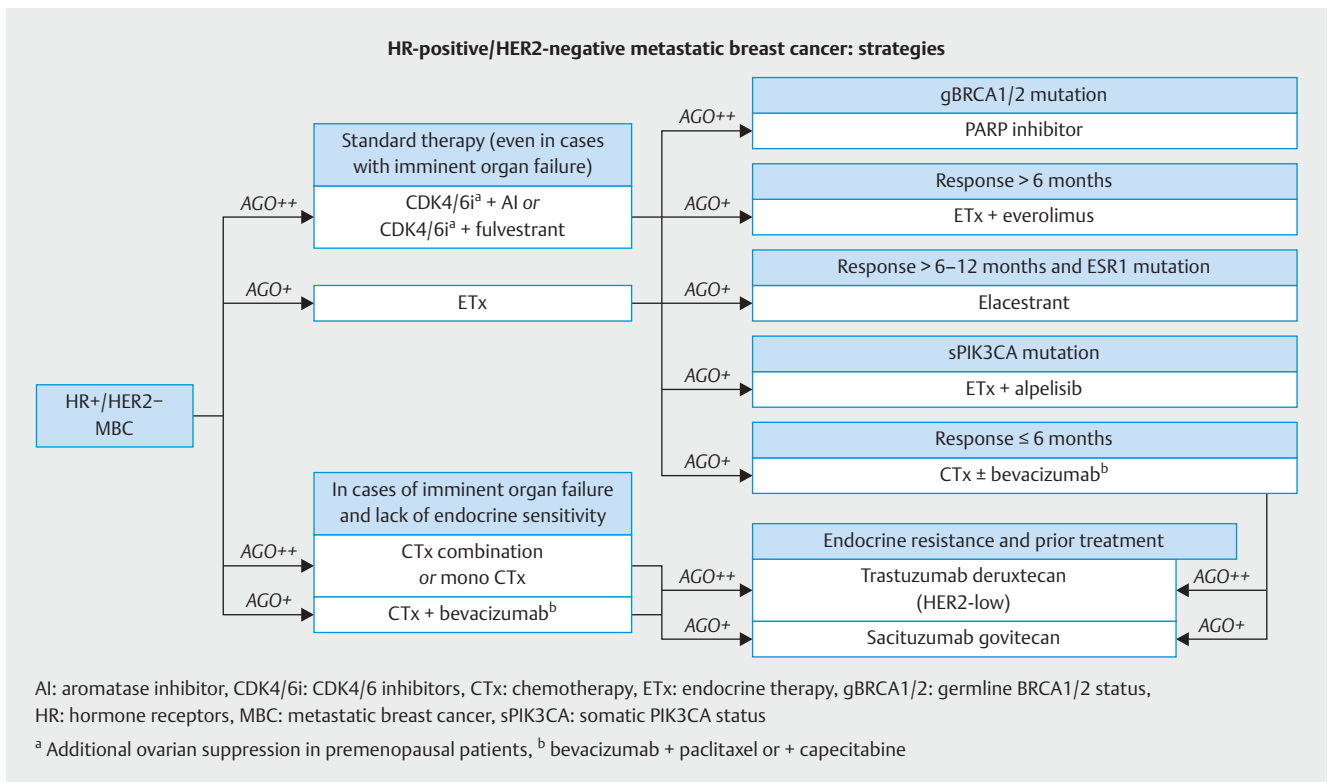 HR-positive/HER2-negative metastatic breast cancer: strategies
HR+/HER2−
MBC
AGO++
Standard therapy (even in cases
with imminent organ failure)
CDK4/6iᵃ + AI or
CDK4/6iᵃ + fulvestrant
AGO+
ETx
AGO++
In cases of imminent organ failure
and lack of endocrine sensitivity
CTx combination
or mono CTx
AGO+
CTx + bevacizumabᵇ
AGO++
gBRCA1/2 mutation
PARP inhibitor
AGO+
Response > 6 months
ETx + everolimus
AGO+
Response > 6–12 months and ESR1 mutation
Elacestrant
AGO+
sPIK3CA mutation
ETx + alpelisib
AGO+
Response ≤ 6 months
CTx ± bevacizumabᵇ
Endocrine resistance and prior treatment
AGO++
Trastuzumab deruxtecan
(HER2-low)
AGO++
AGO+
Sacituzumab govitecan
AGO+
AI: aromatase inhibitor, CDK4/6i: CDK4/6 inhibitors, CTx: chemotherapy, ETx: endocrine therapy, gBRCA1/2: germline BRCA1/2 status,
HR: hormone receptors, MBC: metastatic breast cancer, sPIK3CA: somatic PIK3CA status
ᵃ Additional ovarian suppression in premenopausal patients, ᵇ bevacizumab + paclitaxel or + capecitabine